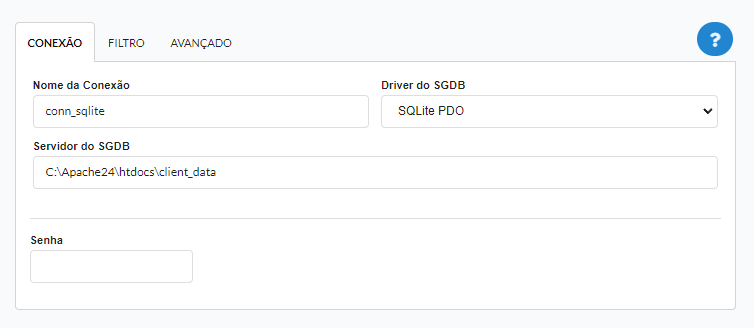 CONEXÃO FILTRO AVANÇADO ?
Nome da Conexão Driver do SGDB
conn_sqlite SQLite PDO
Servidor do SGDB
C:\Apache24\htdocs\client_data
Senha